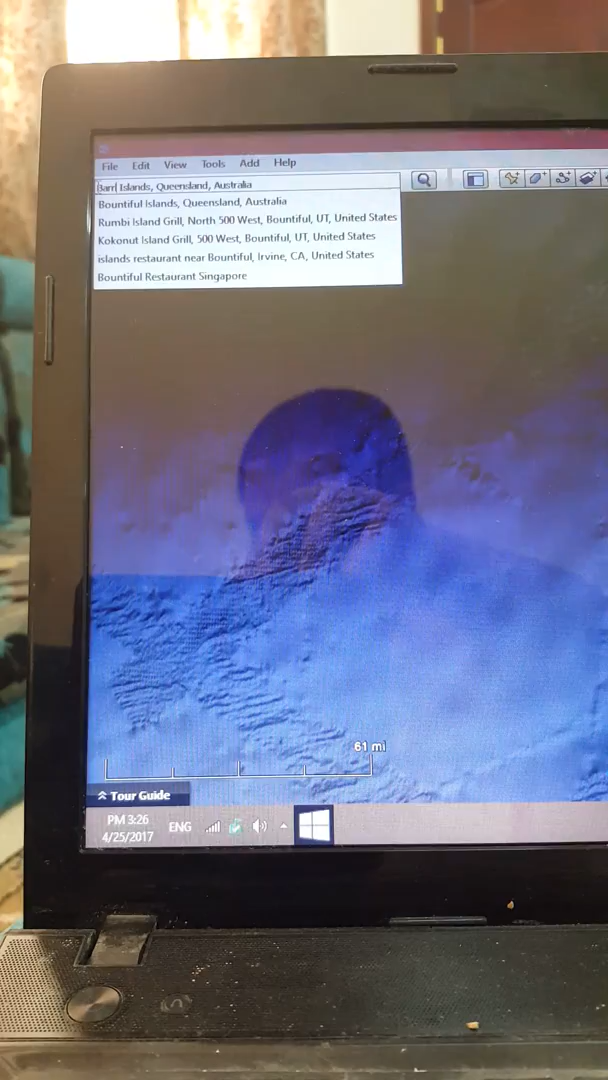 File Edit View Tools Add Help
Barr Islands, Queensland, Australia
Bountiful Islands, Queensland, Australia
Rumbi Island Grill, North 500 West, Bountiful, UT, United States
Kokonut Island Grill, 500 West, Bountiful, UT, United States
islands restaurant near Bountiful, Irvine, CA, United States
Bountiful Restaurant Singapore
61 mi
Tour Guide
PM 3:26
4/25/2017
ENG